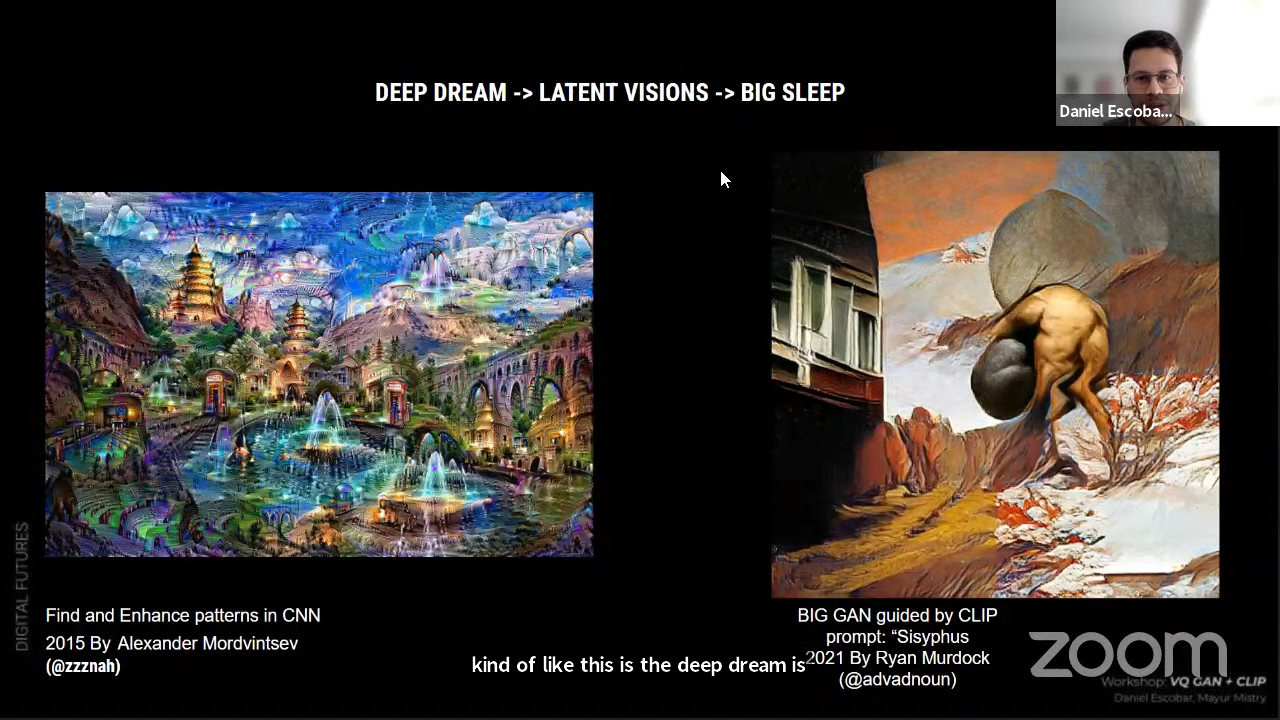 DEEP DREAM -> LATENT VISIONS -> BIG SLEEP
Daniel Escoba...
DIGITAL FUTURES
Find and Enhance patterns in CNN
2015 By Alexander Mordvintsev
(@zzznah)
BIG GAN guided by CLIP
prompt: “Sisyphus
2021 By Ryan Murdock
(@advadnoun)
kind of like this is the deep dream is
zoom
Workshop: VQ GAN + CLIP
Daniel Escobar, Mayur Mistry